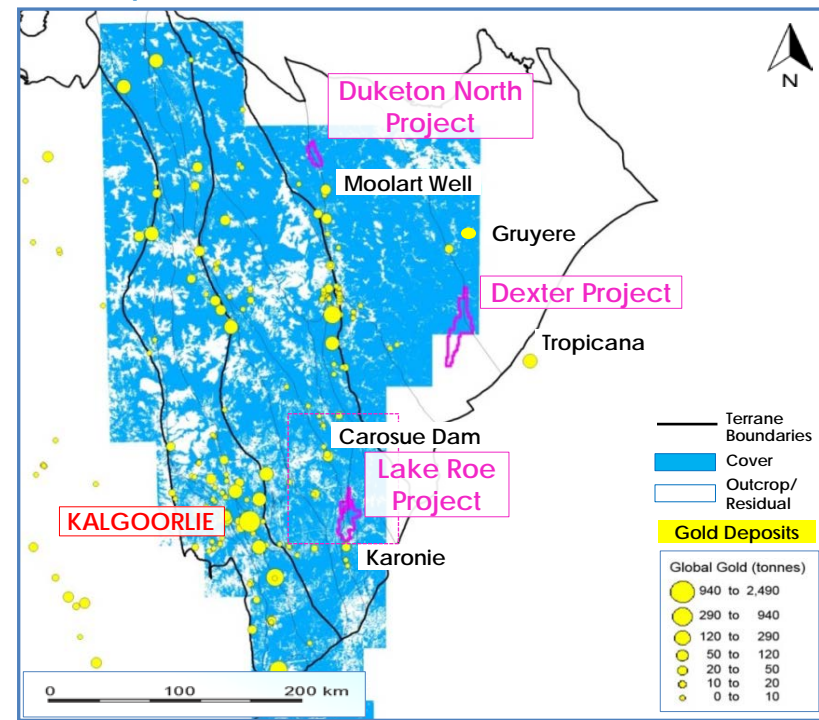 N
Duketon North
Project
Moolart Well
Gruyere
Dexter Project
Tropicana
Carosue Dam
Lake Roe
Project
KALGOORLIE
Karonie
Terrane
Boundaries
Cover
Outcrop/
Residual
Gold Deposits
Global Gold (tonnes)
940 to 2,490
290 to 940
120 to 290
50 to 120
20 to 50
10 to 20
0 to 10
0 100 200 km